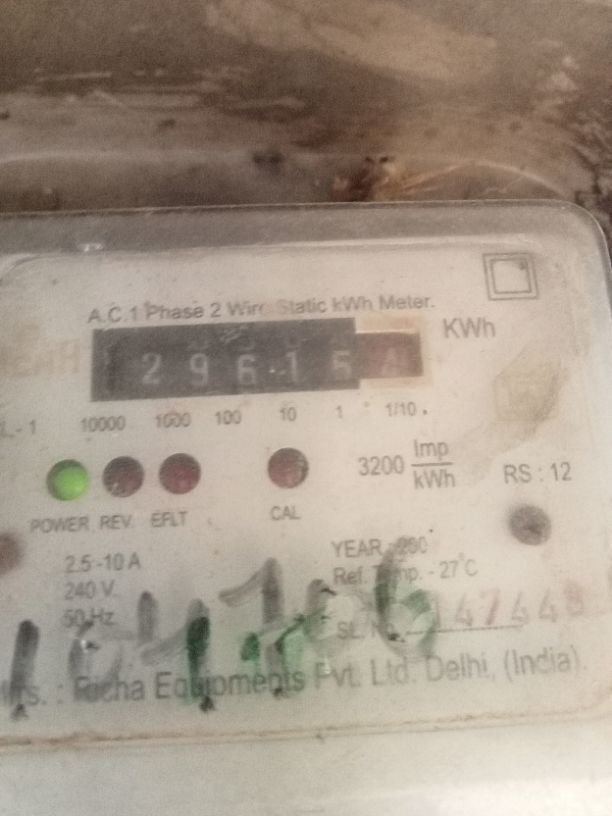 A.C.1 Phase 2 Wire Static kWh Meter.
KWh
2 9 6 1 5 4
10000 1000 100 10 1 1/10
3200 Imp/kWh
RS : 12
POWER REV. EFLT CAL
2.5-10 A
240 V.
50 Hz
YEAR
Ref. Temp. - 27°C
Equipments Pvt. Ltd. Delhi, (India).